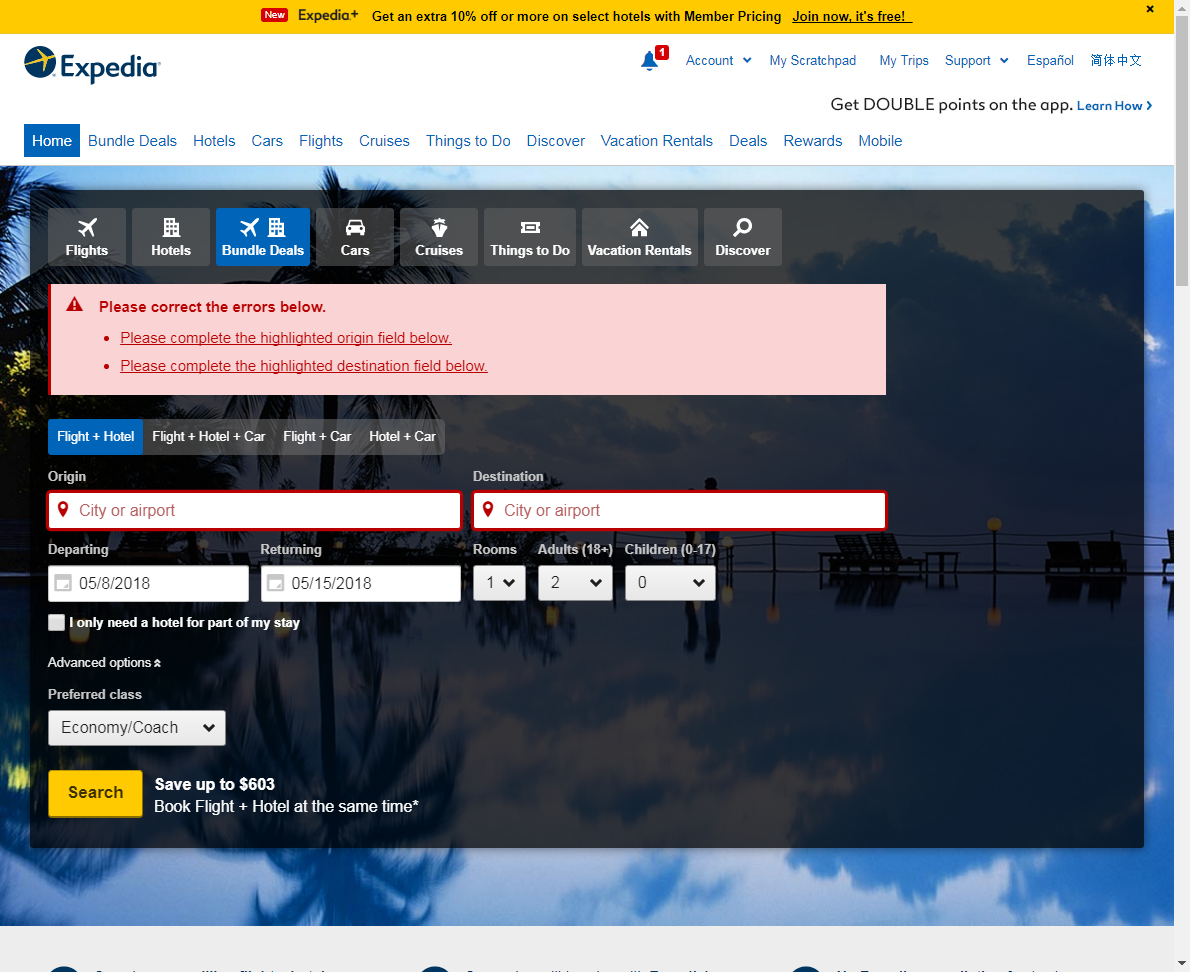 New Expedia+ Get an extra 10% off or more on select hotels with Member Pricing Join now, it's free!
Expedia
1 Account My Scratchpad My Trips Support Español 简体中文
Get DOUBLE points on the app. Learn How
Home Bundle Deals Hotels Cars Flights Cruises Things to Do Discover Vacation Rentals Deals Rewards Mobile
Flights Hotels Bundle Deals Cars Cruises Things to Do Vacation Rentals Discover
Please correct the errors below.
• Please complete the highlighted origin field below.
• Please complete the highlighted destination field below.
Flight + Hotel Flight + Hotel + Car Flight + Car Hotel + Car
Origin Destination
City or airport City or airport
Departing Returning Rooms Adults (18+) Children (0-17)
05/8/2018 05/15/2018 1 2 0
I only need a hotel for part of my stay
Advanced options
Preferred class
Economy/Coach
Search Save up to $603
Book Flight + Hotel at the same time*